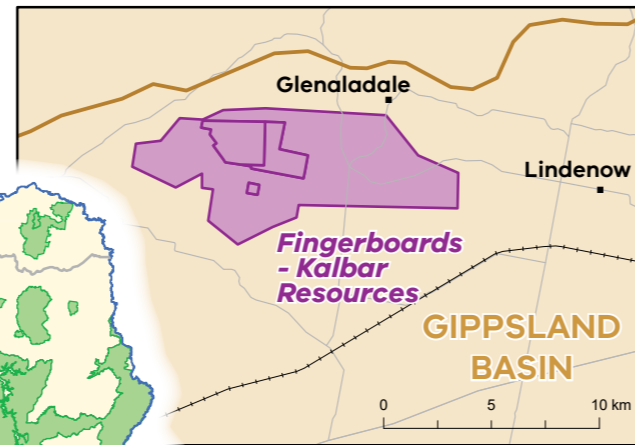 Glenaladale
Lindenow
Fingerboards
- Kalbar
Resources
GIPPSLAND
BASIN
0 5 10 km